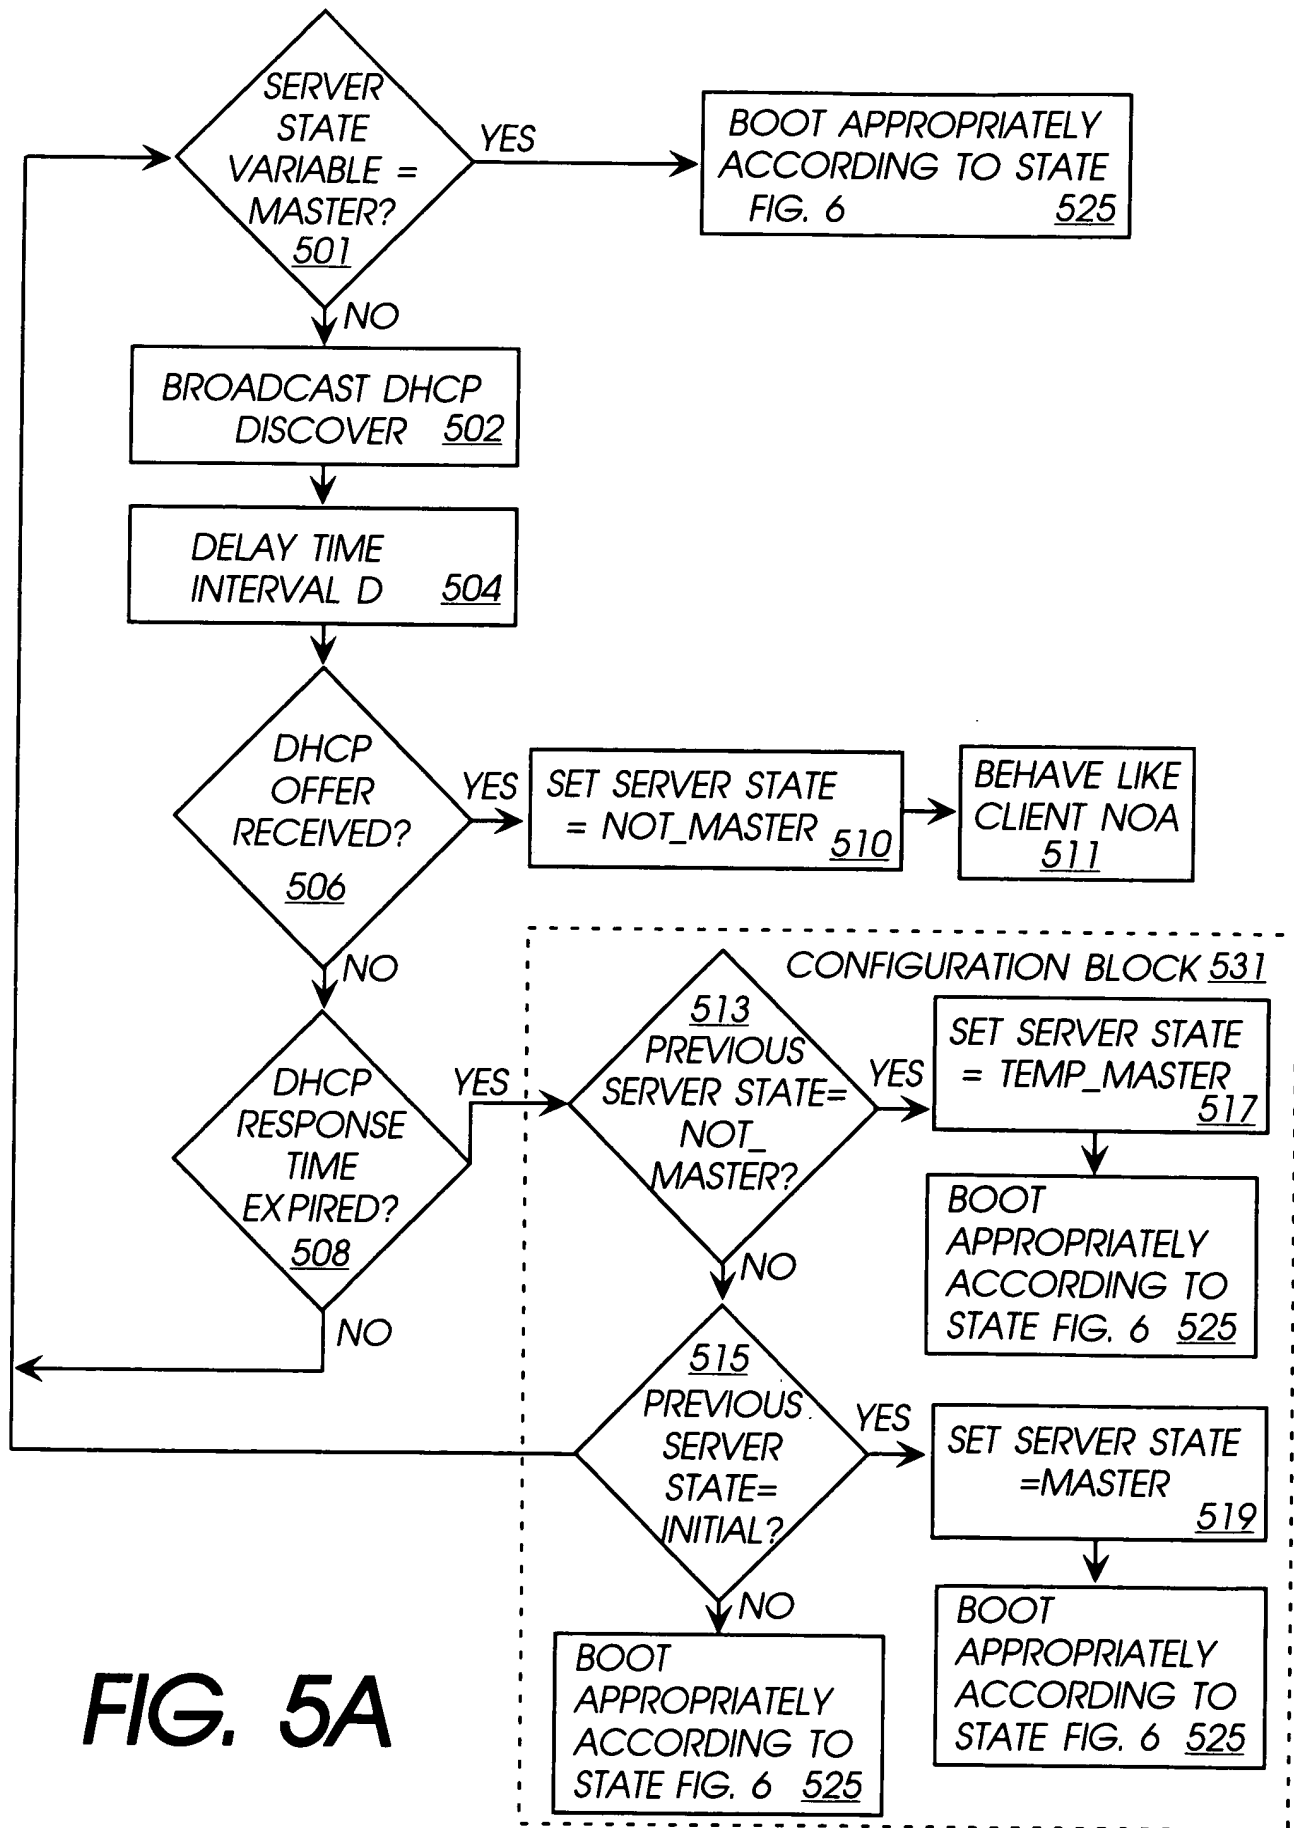 SERVER
STATE
VARIABLE =
MASTER?
501
YES
BOOT APPROPRIATELY
ACCORDING TO STATE
FIG. 6 525
NO
BROADCAST DHCP
DISCOVER 502
DELAY TIME
INTERVAL D 504
DHCP
OFFER
RECEIVED?
506
YES
SET SERVER STATE
= NOT_MASTER 510
BEHAVE LIKE
CLIENT NOA
511
NO
CONFIGURATION BLOCK 531
DHCP
RESPONSE
TIME
EXPIRED?
508
YES
513
PREVIOUS
SERVER STATE=
NOT_
MASTER?
YES
SET SERVER STATE
= TEMP_MASTER
517
BOOT
APPROPRIATELY
ACCORDING TO
STATE FIG. 6 525
NO
NO
515
PREVIOUS
SERVER
STATE=
INITIAL?
YES
SET SERVER STATE
=MASTER
519
BOOT
APPROPRIATELY
ACCORDING TO
STATE FIG. 6 525
NO
BOOT
APPROPRIATELY
ACCORDING TO
STATE FIG. 6 525
FIG. 5A